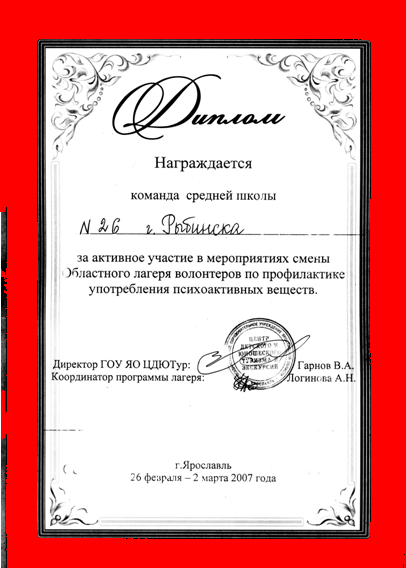 Диплом
Награждается
команда средней школы
N 26 г. Рыбинска
за активное участие в мероприятиях смены
Областного лагеря волонтеров по профилактике
употребления психоактивных веществ.
ЦЕНТР
ДЕТСКОГО И
ЮНОШЕСКОГО
ТУРИЗМА И
ЭКСКУРСИЙ
Директор ГОУ ЯО ЦДЮТур: Гарнов В.А.
Координатор программы лагеря: Логинова А.Н.
г.Ярославль
26 февраля – 2 марта 2007 года